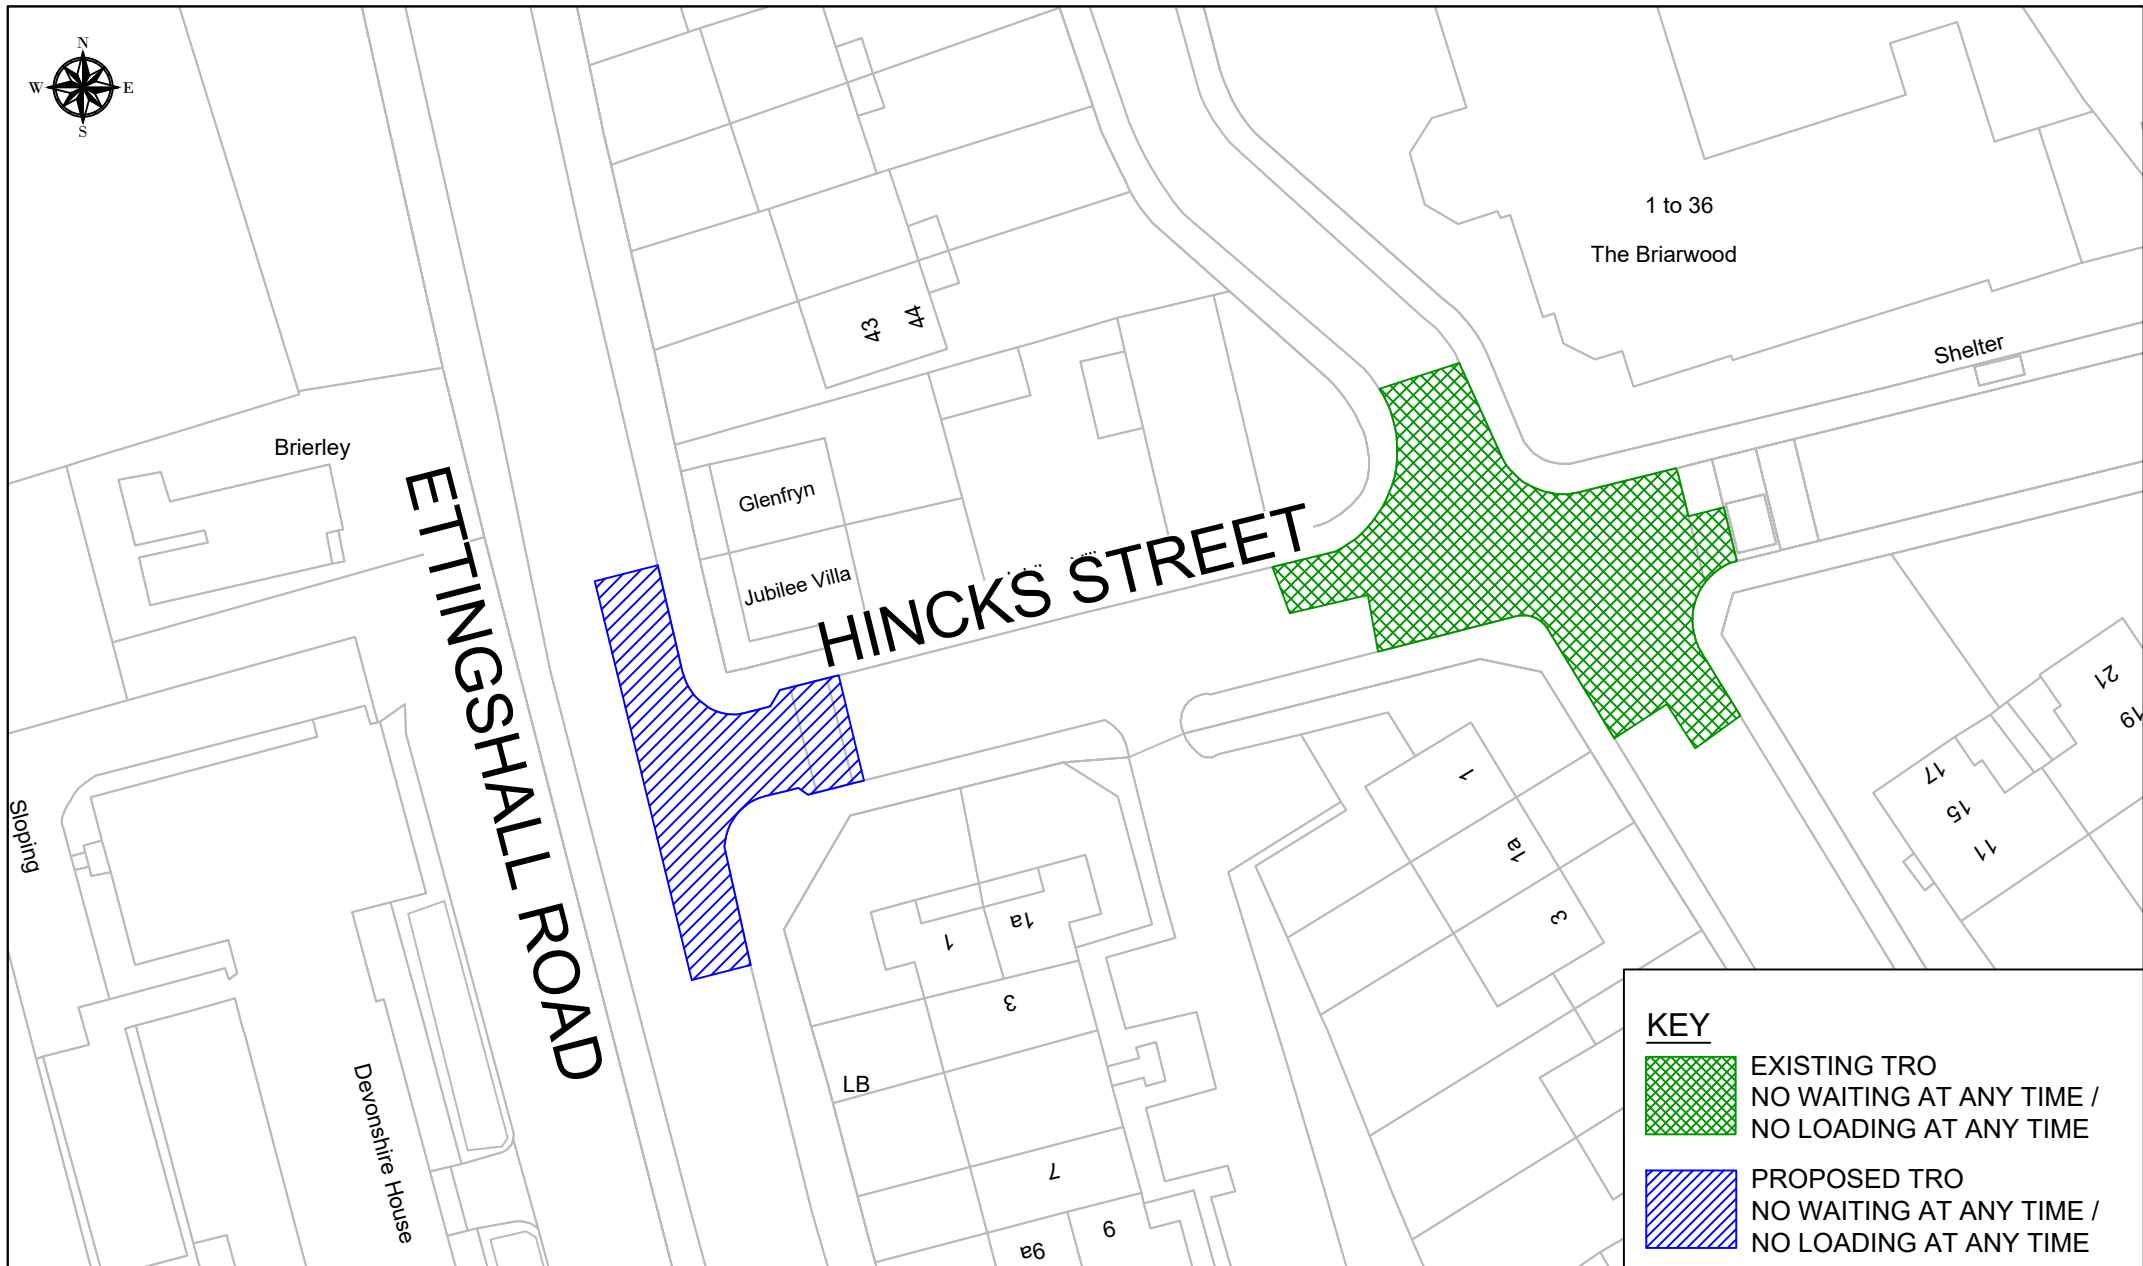 N
W E
S
1 to 36
The Briarwood
Shelter
43
44
Brierley
Glenfryn
Jubilee Villa
HINCKS STREET
ETTINGSHALL ROAD
Sloping
Devonshire House
LB
1
1a
3
7
9
9a
1
1a
3
21
19
17
15
11
KEY
EXISTING TRO
NO WAITING AT ANY TIME /
NO LOADING AT ANY TIME
PROPOSED TRO
NO WAITING AT ANY TIME /
NO LOADING AT ANY TIME